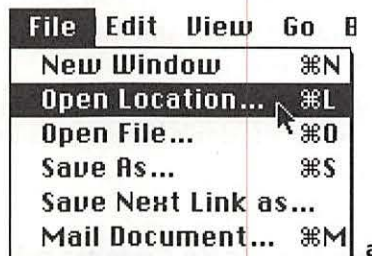 File Edit View Go B
New Window ⌘N
Open Location... ⌘L
Open File... ⌘O
Save As... ⌘S
Save Next Link as...
Mail Document... ⌘M
a